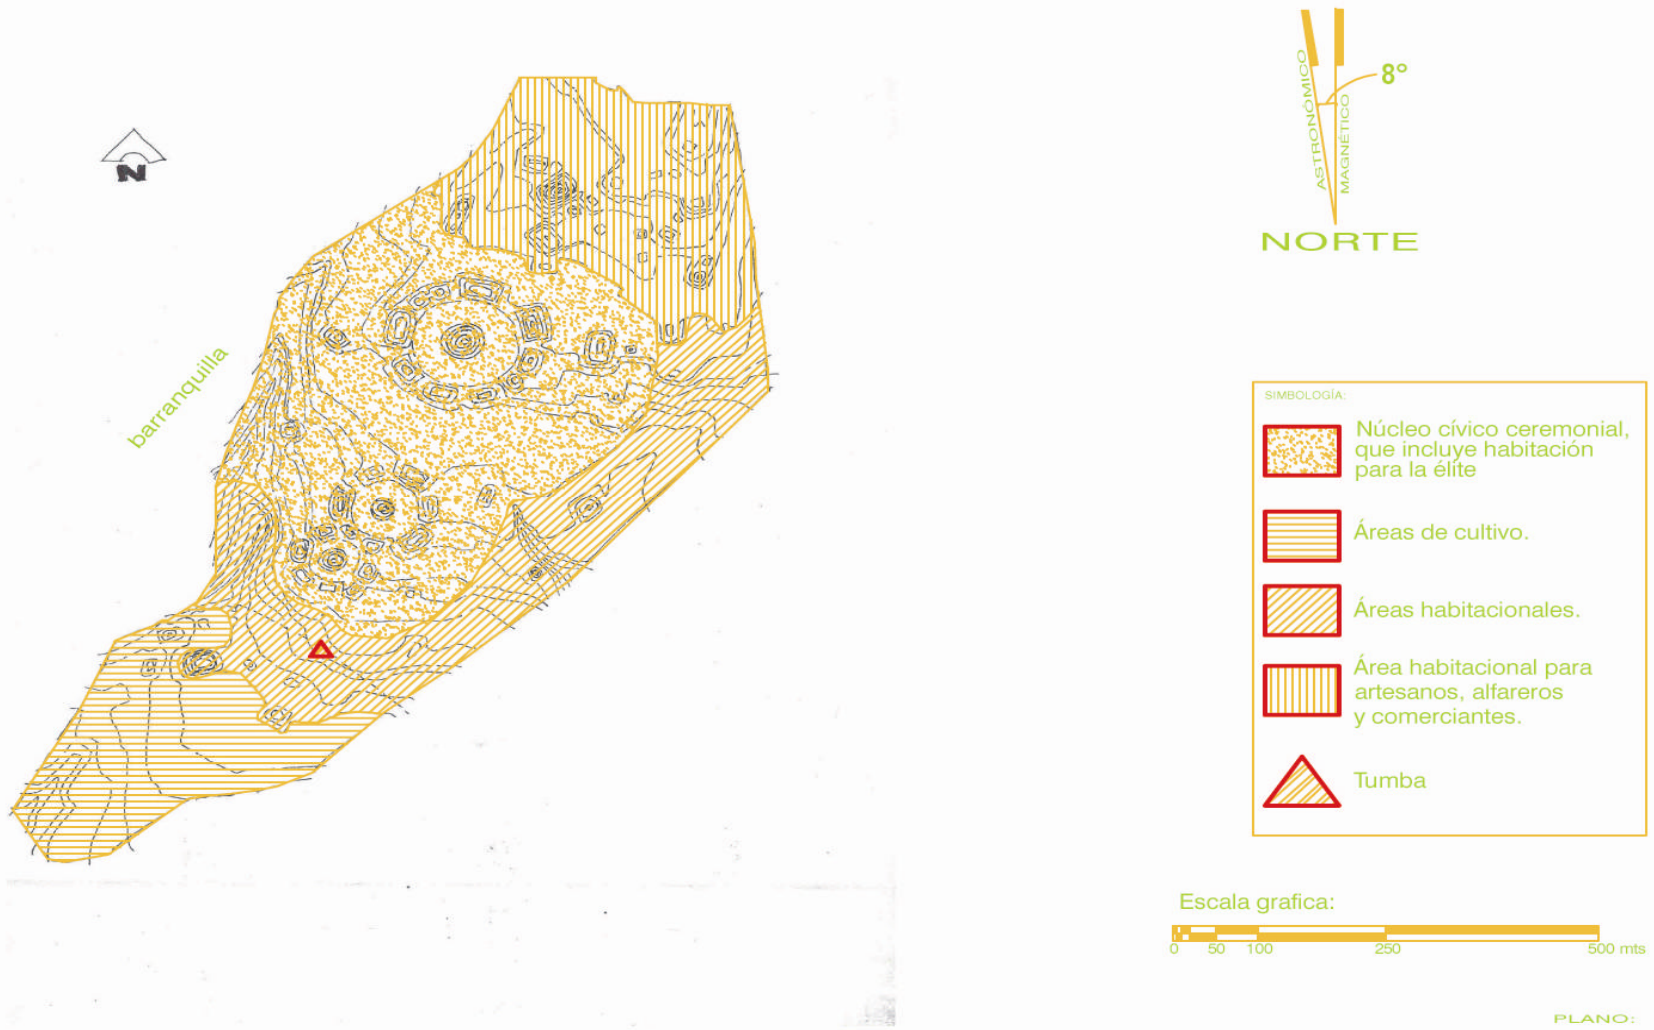 N
barranquilla
ASTRONÓMICO
MAGNÉTICO
8°
NORTE
SIMBOLOGÍA:
Núcleo cívico ceremonial,
que incluye habitación
para la élite
Áreas de cultivo.
Áreas habitacionales.
Área habitacional para
artesanos, alfareros
y comerciantes.
Tumba
Escala grafica:
0 50 100 250 500 mts
PLANO: